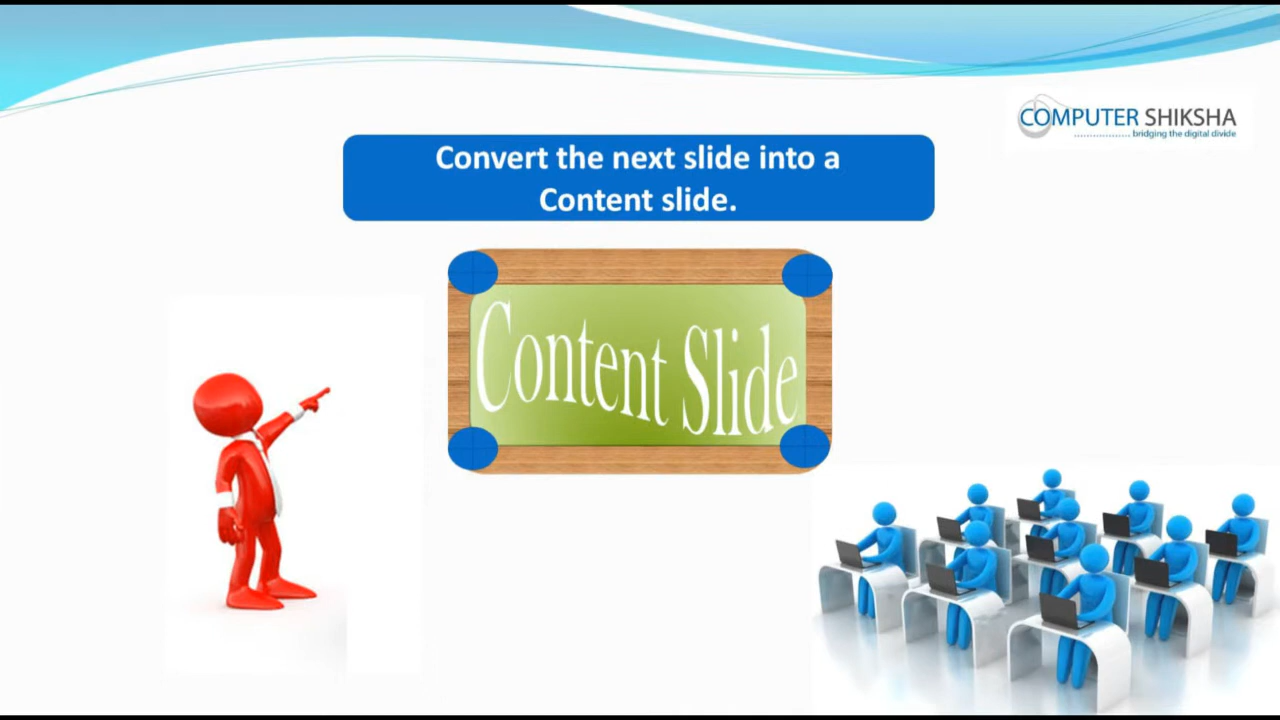 COMPUTER SHIKSHA
bridging the digital divide
Convert the next slide into a
Content slide.
Content Slide